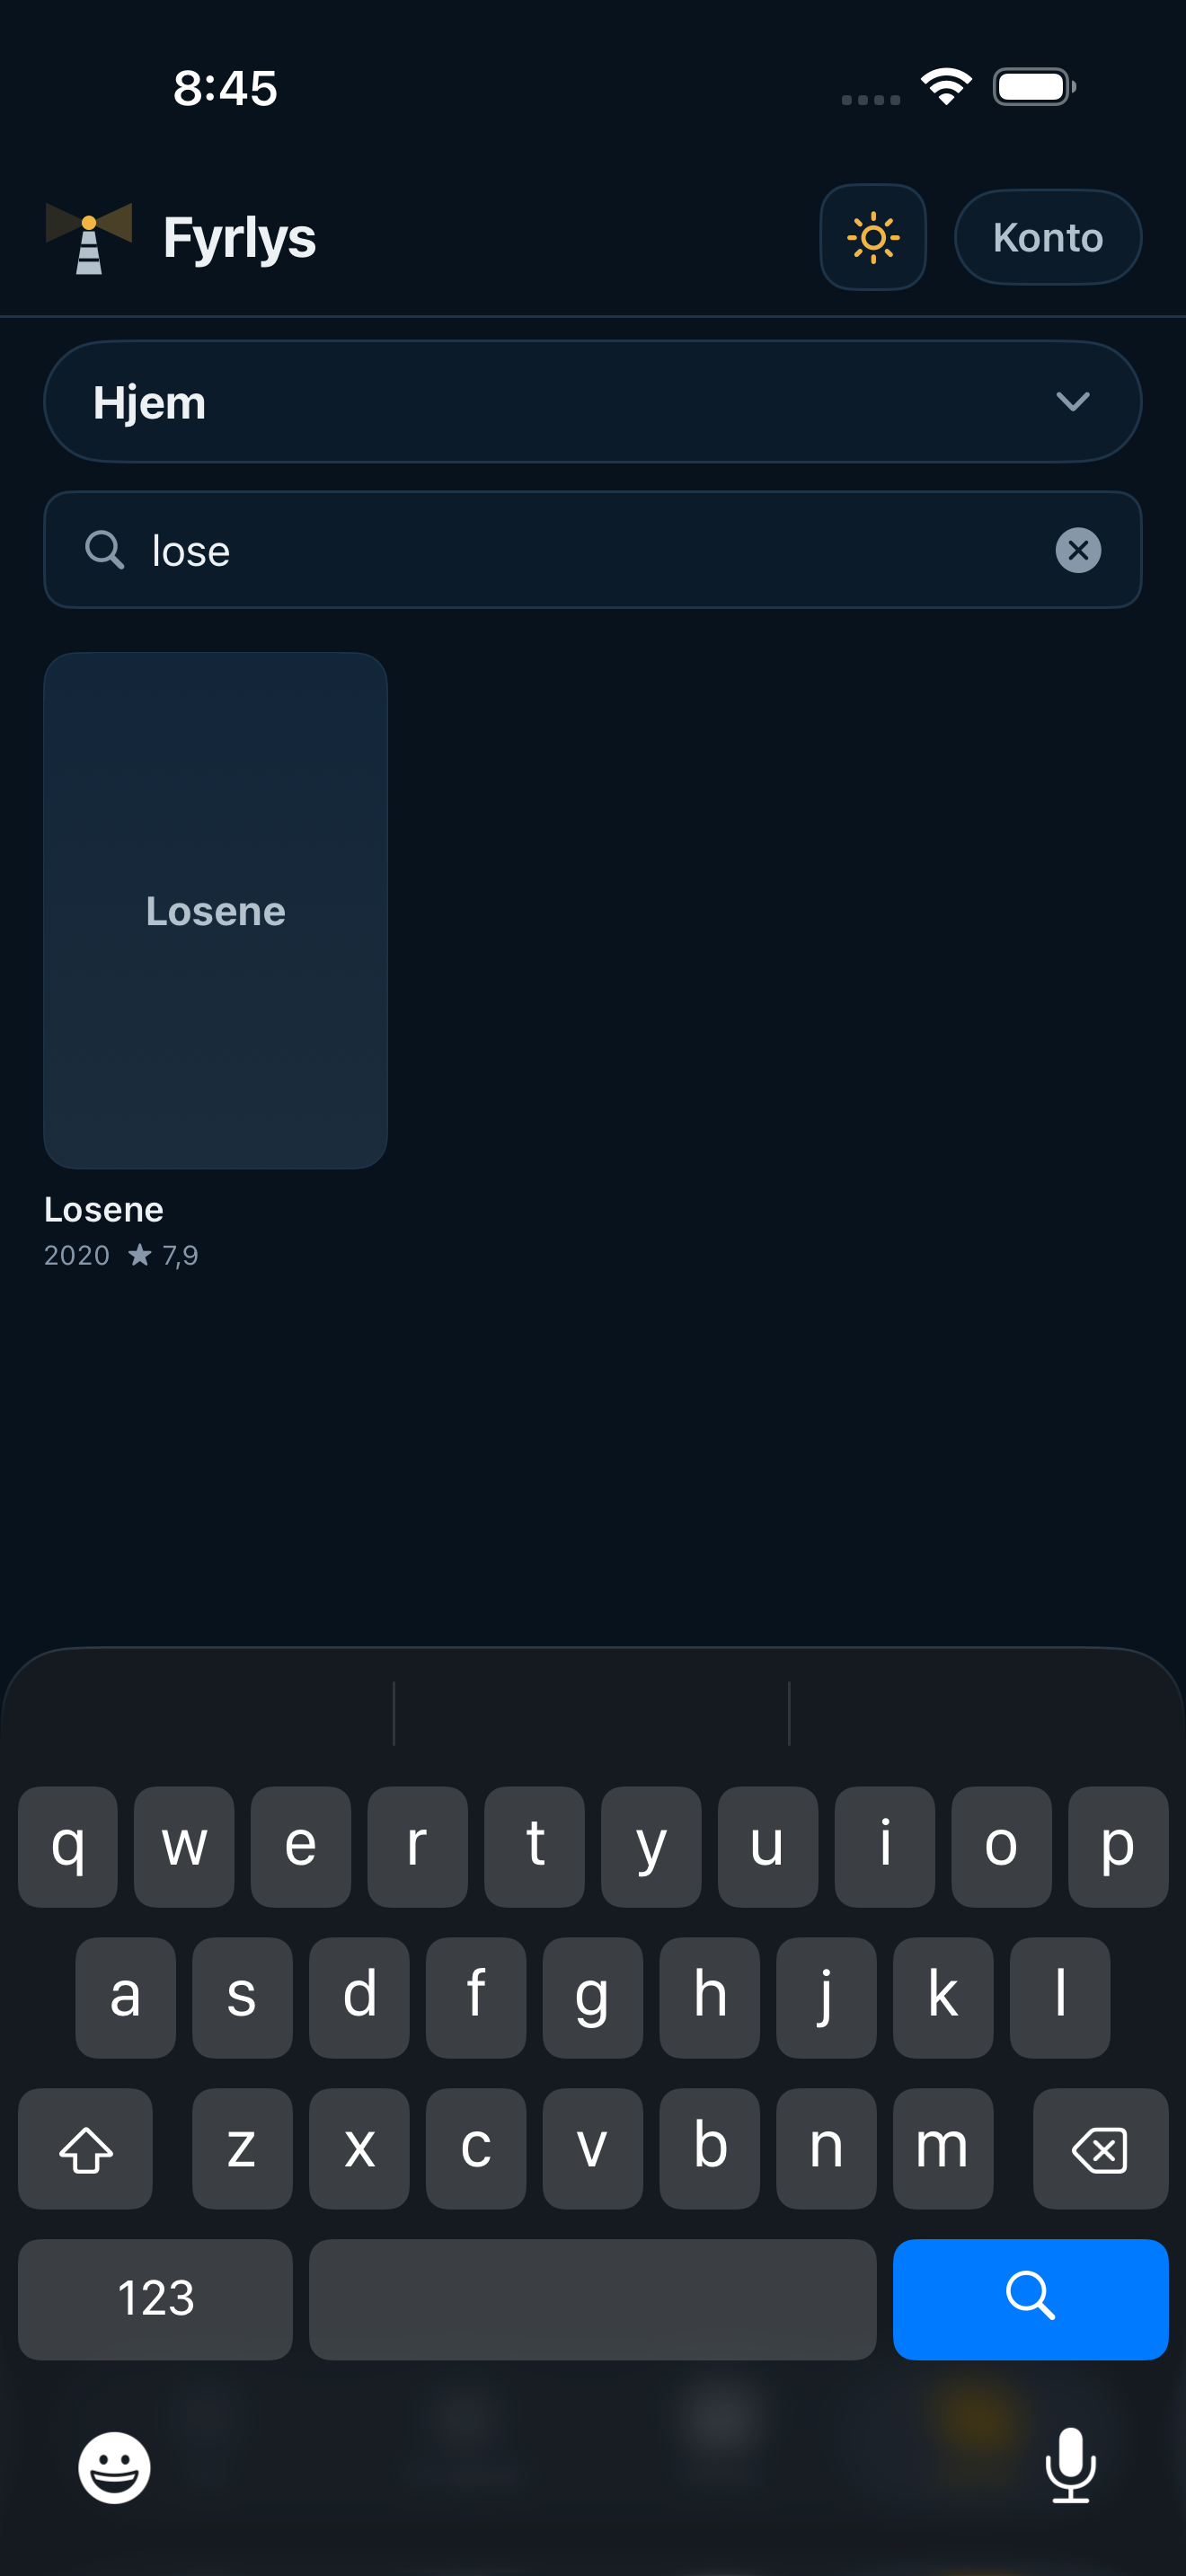 8:45
Fyrlys
Konto
Hjem
lose
Losene
Losene
2020 ★ 7,9
q w e r t y u i o p
a s d f g h j k l
z x c v b n m
123